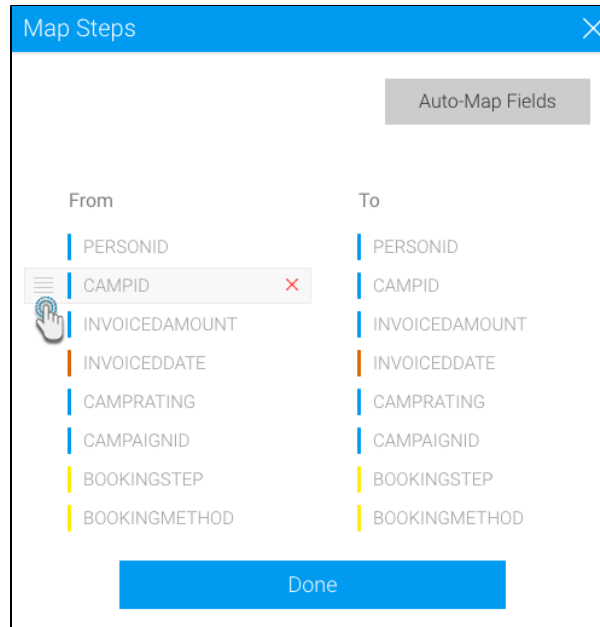 Map Steps
Auto-Map Fields
From To
PERSONID PERSONID
CAMPID CAMPID
INVOICEDAMOUNT INVOICEDAMOUNT
INVOICEDDATE INVOICEDDATE
CAMPRATING CAMPRATING
CAMPAIGNID CAMPAIGNID
BOOKINGSTEP BOOKINGSTEP
BOOKINGMETHOD BOOKINGMETHOD
Done